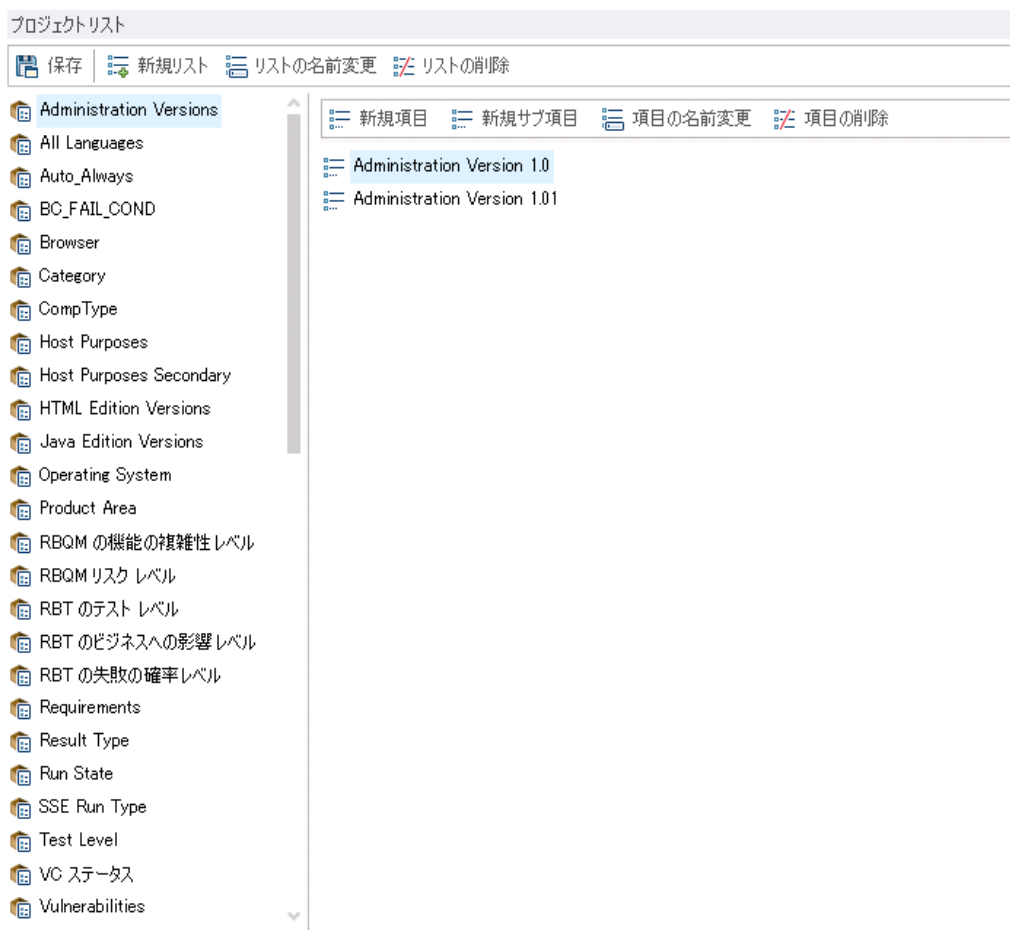 プロジェクトリスト
保存 新規リスト リストの名前変更 リストの削除
Administration Versions
All Languages
Auto_Always
BC_FAIL_COND
Browser
Category
CompType
Host Purposes
Host Purposes Secondary
HTML Edition Versions
Java Edition Versions
Operating System
Product Area
RBQM の機能の複雑性レベル
RBQM リスク レベル
RBT のテスト レベル
RBT のビジネスへの影響レベル
RBT の失敗の確率レベル
Requirements
Result Type
Run State
SSE Run Type
Test Level
VC ステータス
Vulnerabilities
新規項目 新規サブ項目 項目の名前変更 項目の削除
Administration Version 1.0
Administration Version 1.01